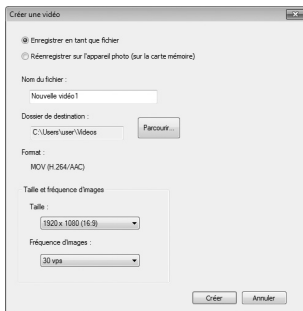 Créer une vidéo
Enregistrer en tant que fichier
Réenregistrer sur l'appareil photo (sur la carte mémoire)
Nom du fichier :
Nouvelle vidéo1
Dossier de destination :
C:\Users\user\Videos
Parcourir...
Format :
MOV (H.264/AAC)
Taille et fréquence d'images
Taille :
1920 x 1080 (16:9)
Fréquence d'images :
30 vps
Créer
Annuler